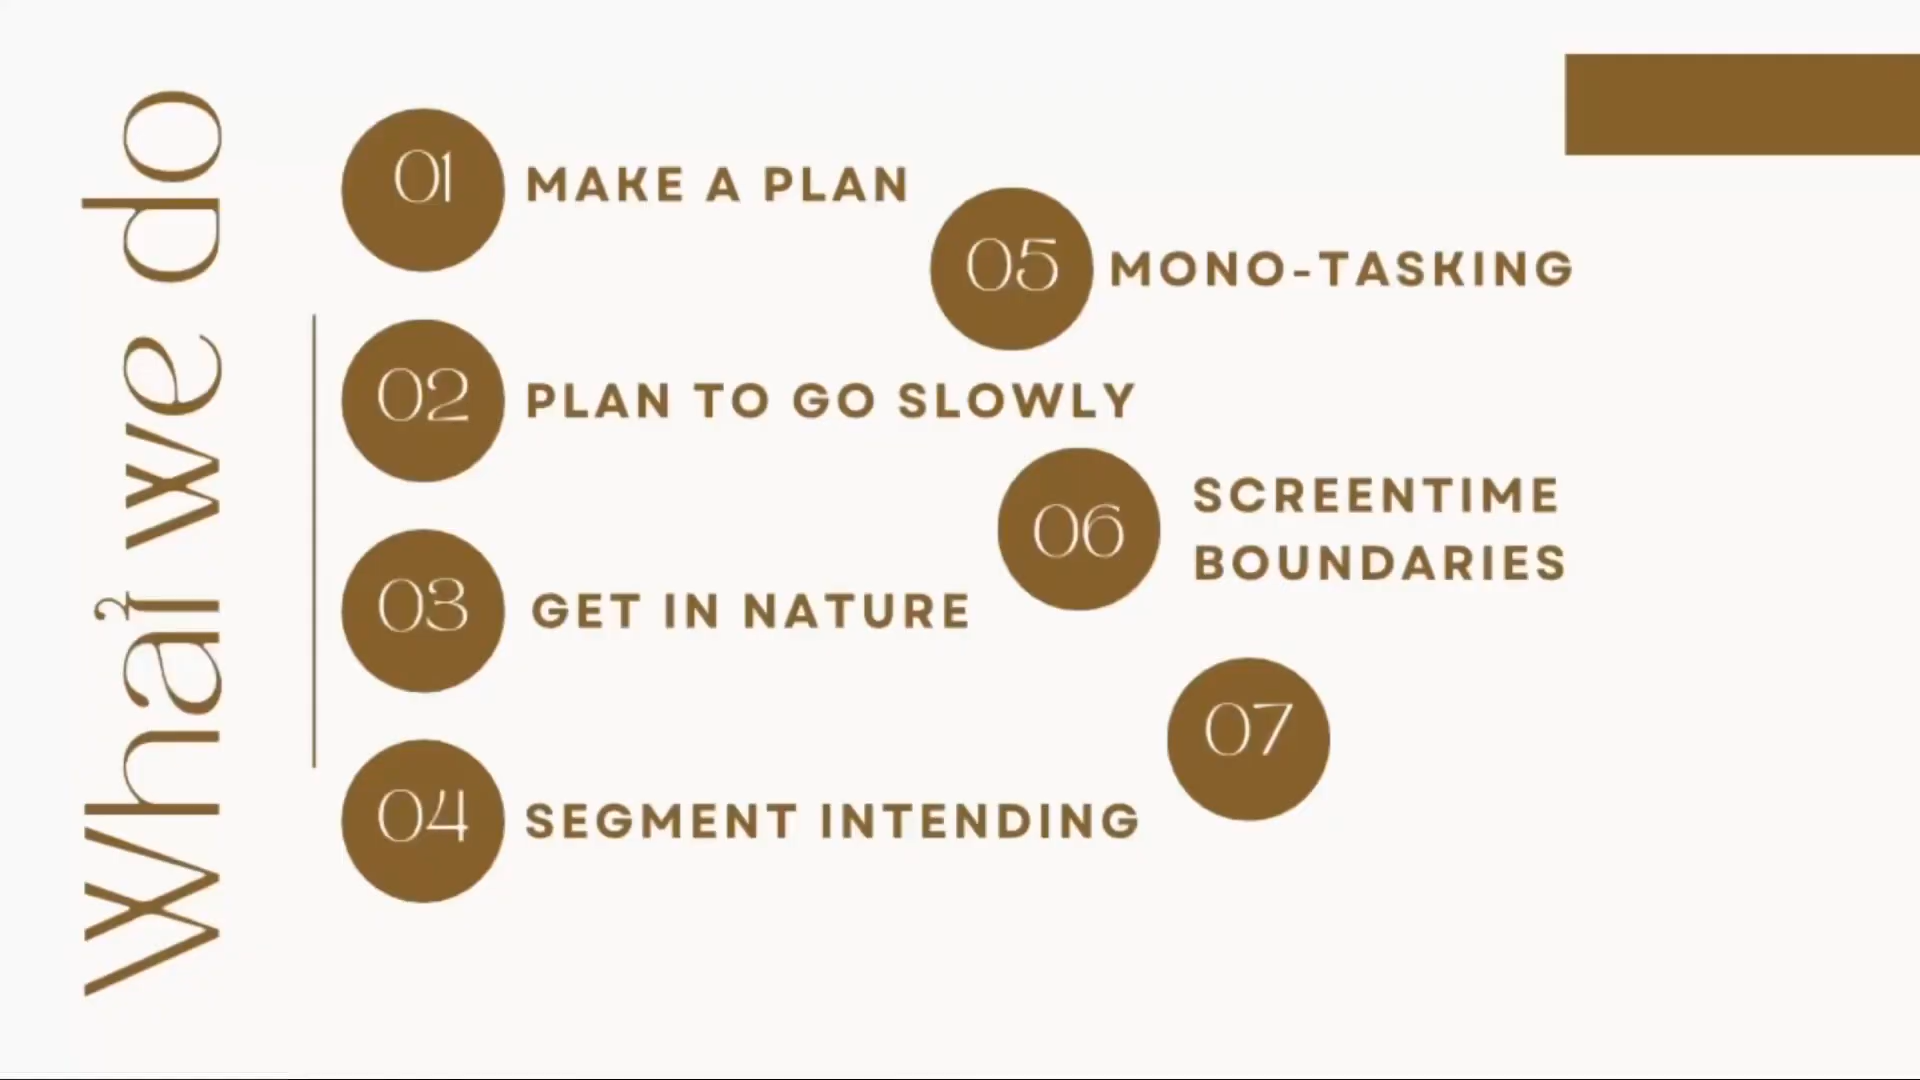 What we do
01
MAKE A PLAN
02
PLAN TO GO SLOWLY
03
GET IN NATURE
04
SEGMENT INTENDING
05
MONO-TASKING
06
SCREENTIME
BOUNDARIES
07